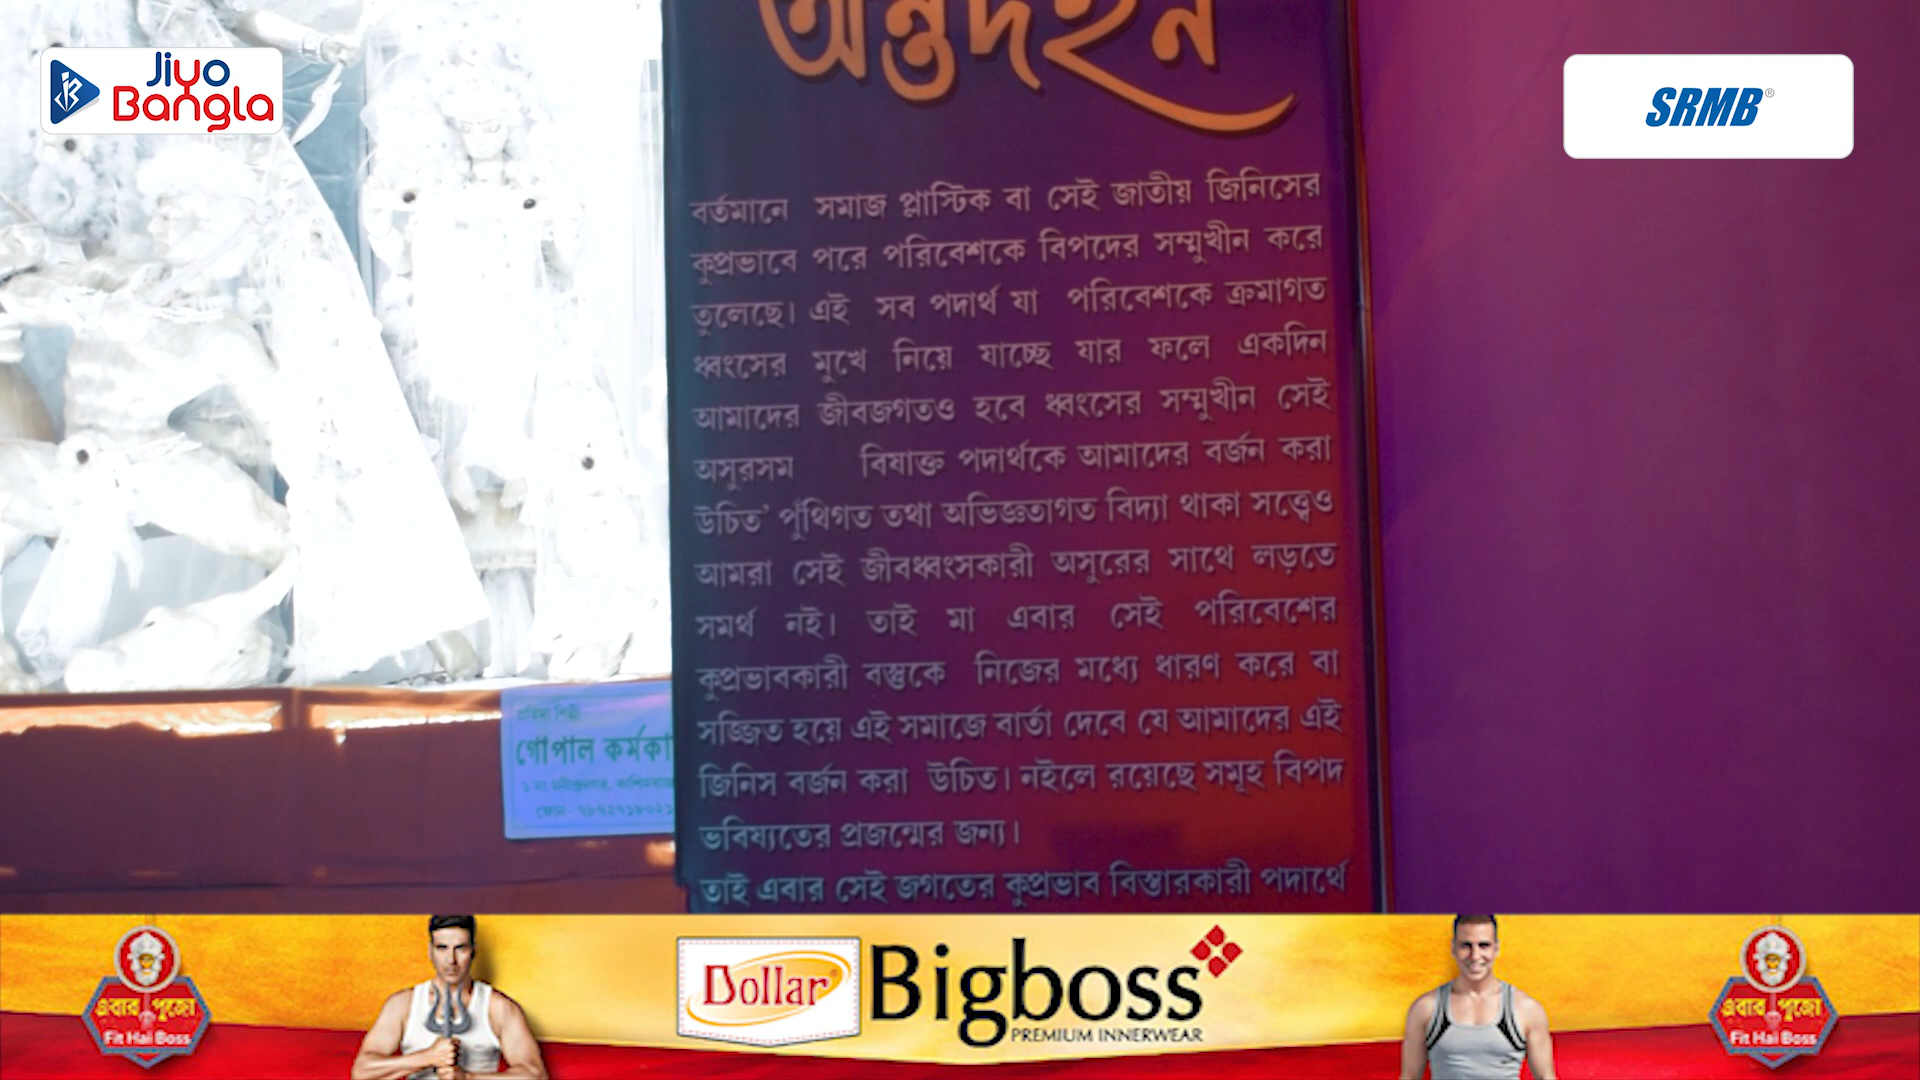 Jiyo
Bangla
SRMB®
অন্তর্দহন
বর্তমানে সমাজ প্লাস্টিক বা সেই জাতীয় জিনিসের
কুপ্রভাবে পরে পরিবেশকে বিপদের সম্মুখীন করে
তুলেছে। এই সব পদার্থ যা পরিবেশকে ক্রমাগত
ধ্বংসের মুখে নিয়ে যাচ্ছে যার ফলে একদিন
আমাদের জীবজগতও হবে ধ্বংসের সম্মুখীন সেই
অসুরসম বিষাক্ত পদার্থকে আমাদের বর্জন করা
উচিত’ পুঁথিগত তথা অভিজ্ঞতাগত বিদ্যা থাকা সত্ত্বেও
আমরা সেই জীবধ্বংসকারী অসুরের সাথে লড়তে
সমর্থ নই। তাই মা এবার সেই পরিবেশের
কুপ্রভাবকারী বস্তুকে নিজের মধ্যে ধারণ করে বা
সজ্জিত হয়ে এই সমাজে বার্তা দেবে যে আমাদের এই
জিনিস বর্জন করা উচিত। নইলে রয়েছে সমূহ বিপদ
ভবিষ্যতের প্রজন্মের জন্য।
তাই এবার সেই জগতের কুপ্রভাব বিস্তারকারী পদার্থে
গোপাল কর্মকা
এবার পুজো
Fit Hai Boss
Dollar
Bigboss
PREMIUM INNERWEAR
এবার পুজো
Fit Hai Boss